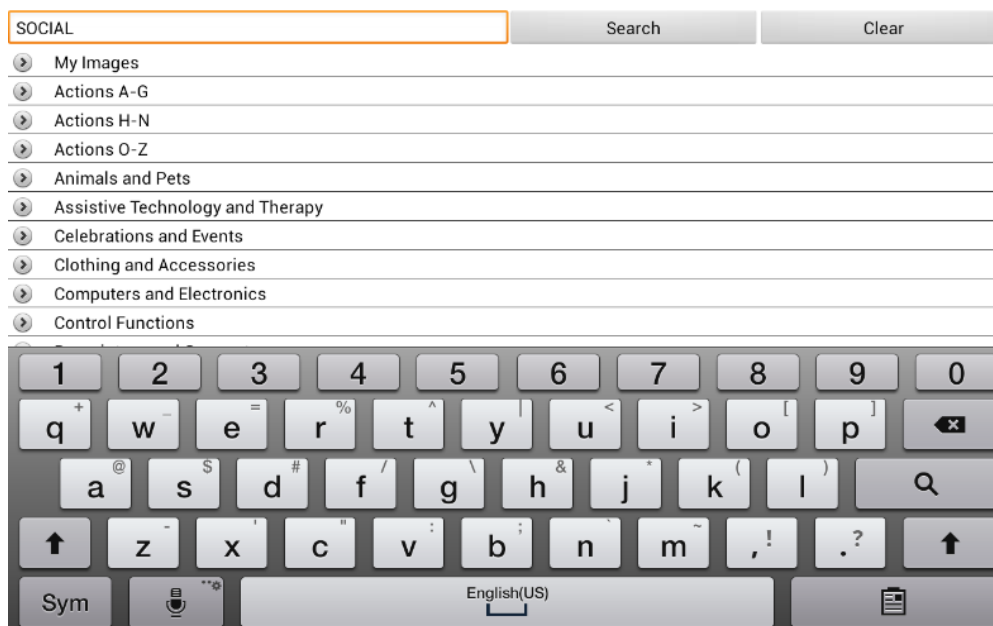 SOCIAL Search Clear
My Images
Actions A-G
Actions H-N
Actions O-Z
Animals and Pets
Assistive Technology and Therapy
Celebrations and Events
Clothing and Accessories
Computers and Electronics
Control Functions
1 2 3 4 5 6 7 8 9 0
q + w _ e = r % t ^ y | u < i > o [ p ]
a @ s $ d # f / g \ h & j * k ( l )
z - x ' c " v : b ; n ` m ~ , ! . ?
Sym English(US)